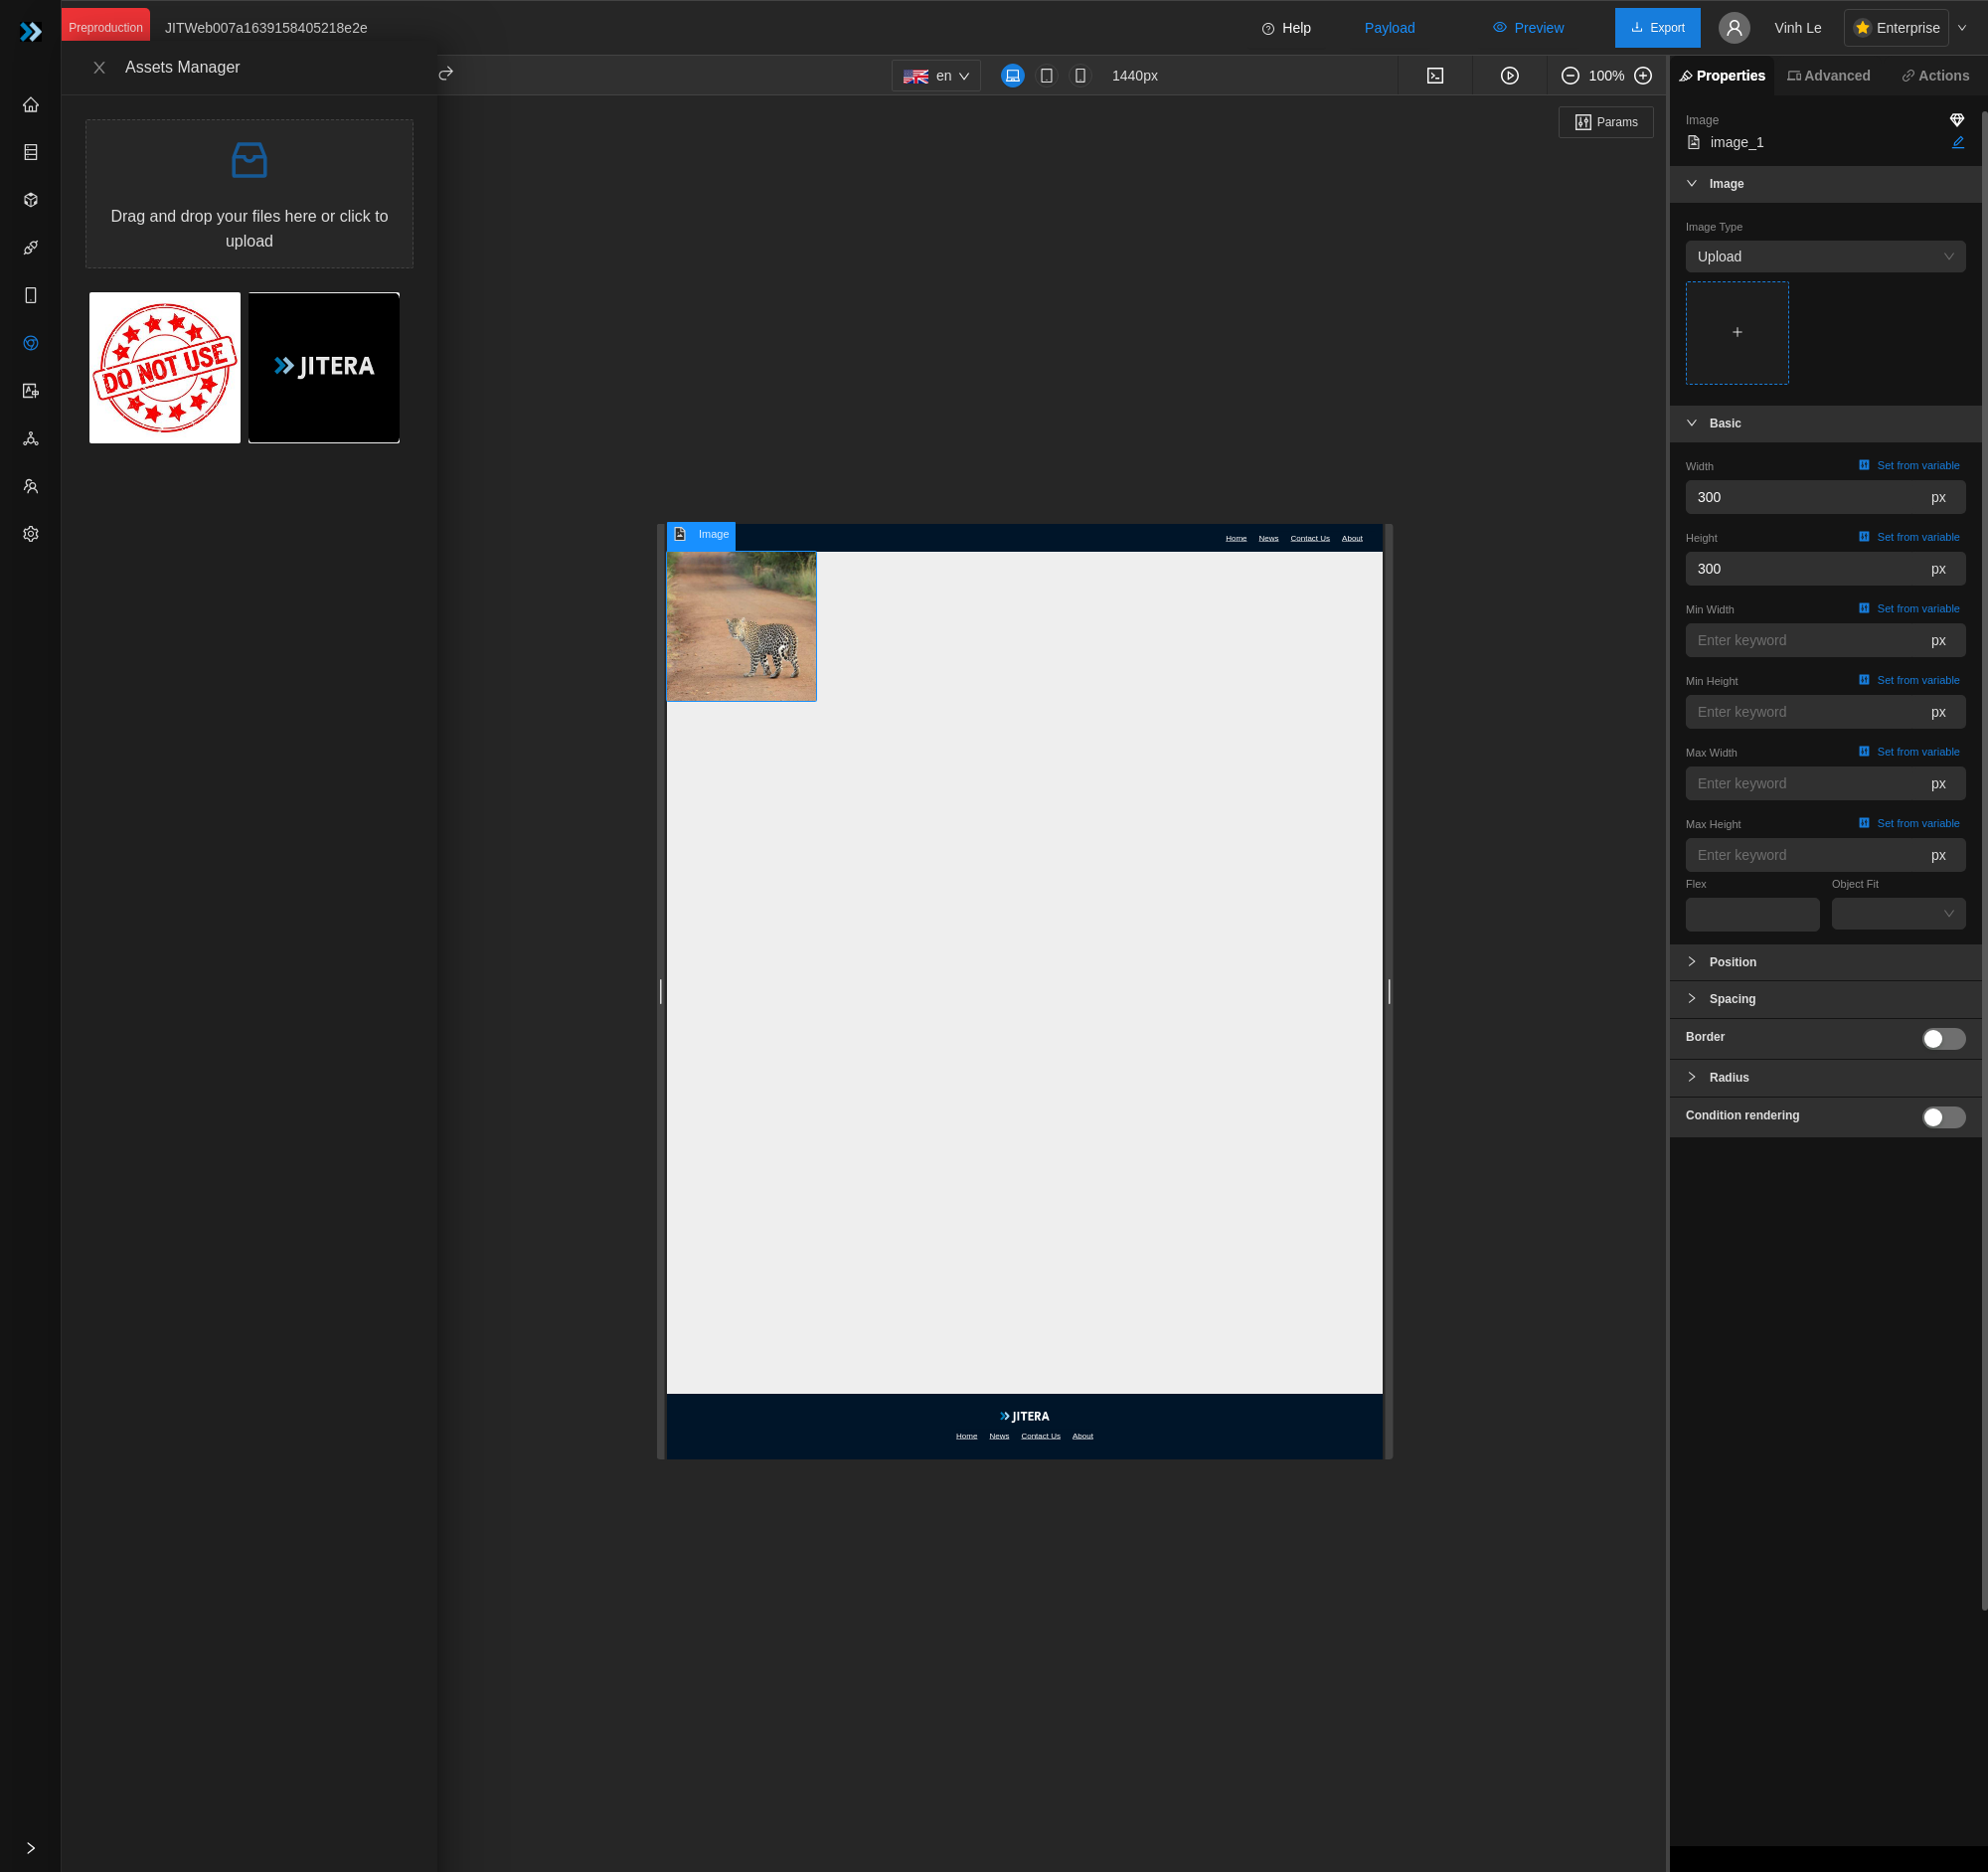 Preproduction
JITWeb007a1639158405218e2e
Help
Payload
Preview
Export
Vinh Le
Enterprise
Assets Manager
en
1440px
100%
Properties
Advanced
Actions
Drag and drop your files here or click to
upload
DO NOT USE
JITERA
Params
Image
image_1
Image
Image Type
Upload
Basic
Width
Set from variable
300
px
Height
Set from variable
300
px
Min Width
Set from variable
Enter keyword
px
Min Height
Set from variable
Enter keyword
px
Max Width
Set from variable
Enter keyword
px
Max Height
Set from variable
Enter keyword
px
Flex
Object Fit
Position
Spacing
Border
Radius
Condition rendering
Image
Home
News
Contact Us
About
JITERA
Home
News
Contact Us
About